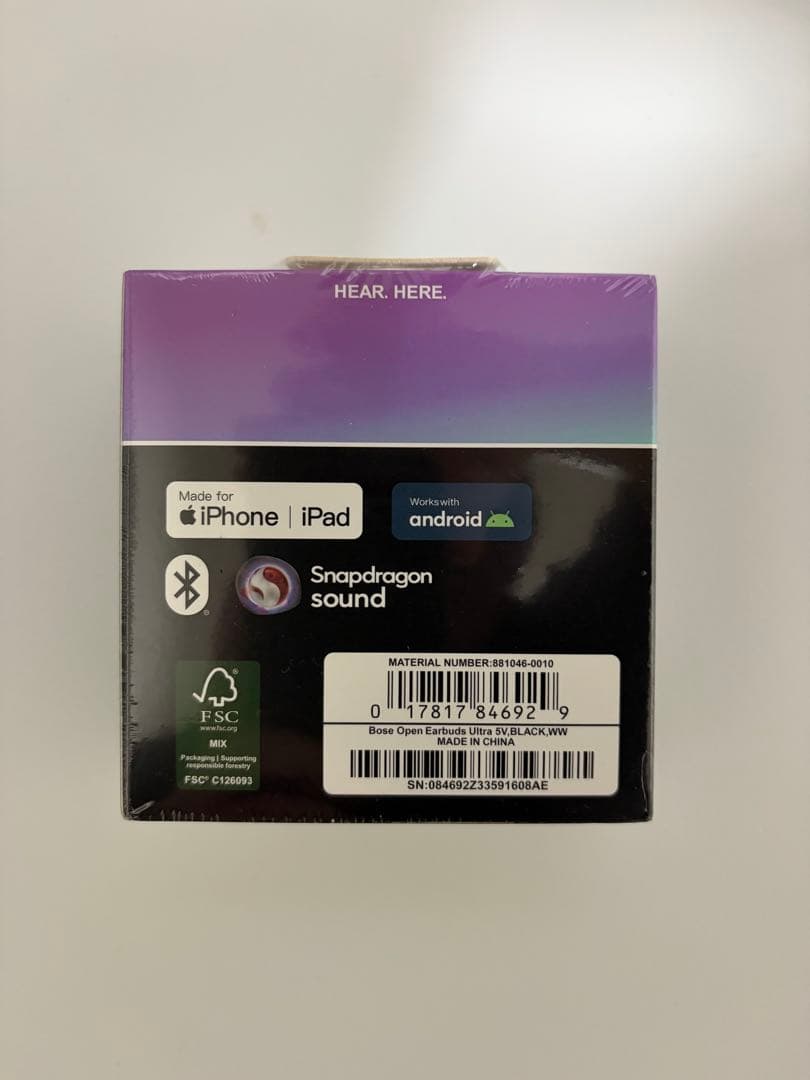 HEAR. HERE.
Made for
iPhone | iPad
Works with
android
Snapdragon
sound
FSC
www.fsc.org
MIX
Packaging | Supporting
responsible forestry
FSC® C126093
MATERIAL NUMBER:881046-0010
0 17817 84692 9
Bose Open Earbuds Ultra 5V,BLACK,WW
MADE IN CHINA
SN:084692Z33591608AE